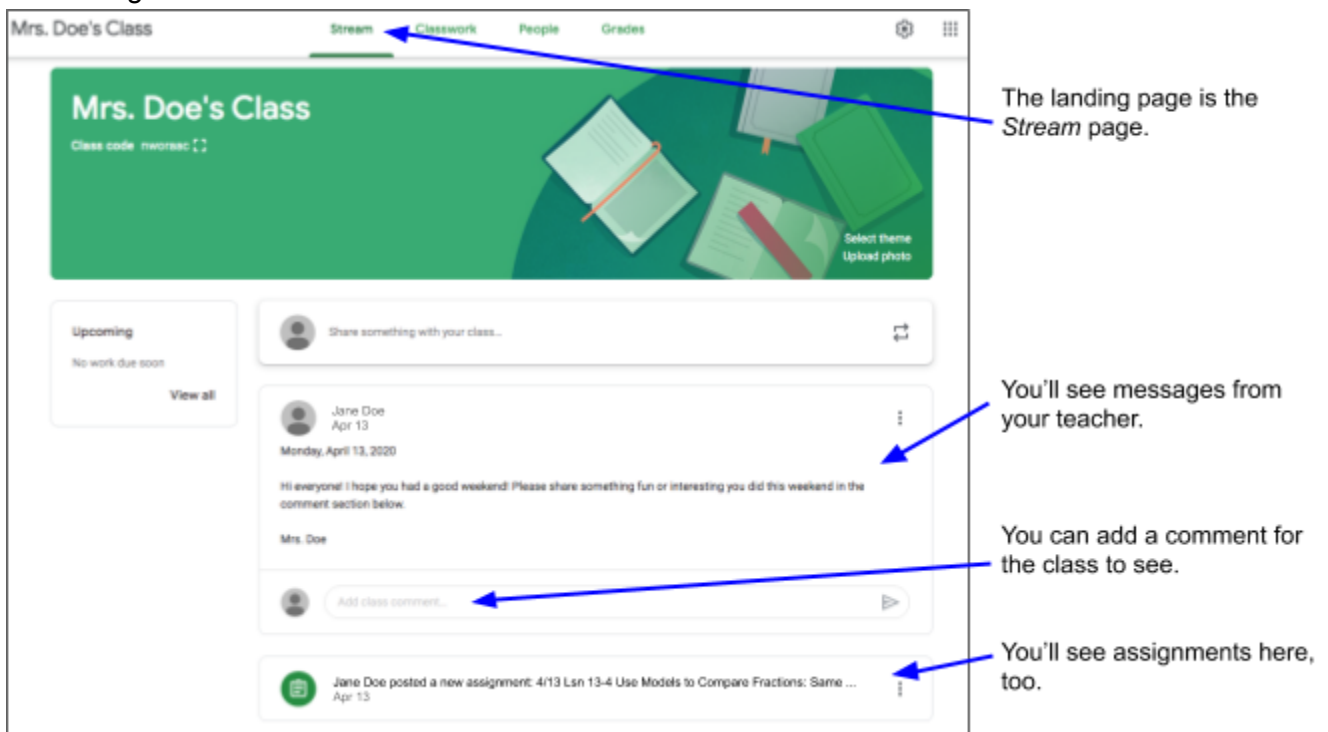 Mrs. Doe's Class
Stream Classwork People Grades
Mrs. Doe's Class
Class code nworasc
Select theme
Upload photo
The landing page is the
Stream page.
Upcoming
No work due soon
View all
Share something with your class...
Jane Doe
Apr 13
Monday, April 13, 2020
Hi everyone! I hope you had a good weekend! Please share something fun or interesting you did this weekend in the
comment section below.
Mrs. Doe
You'll see messages from
your teacher.
Add class comment...
You can add a comment for
the class to see.
Jane Doe posted a new assignment: 4/13 Lsn 13-4 Use Models to Compare Fractions: Same ...
Apr 13
You'll see assignments here,
too.